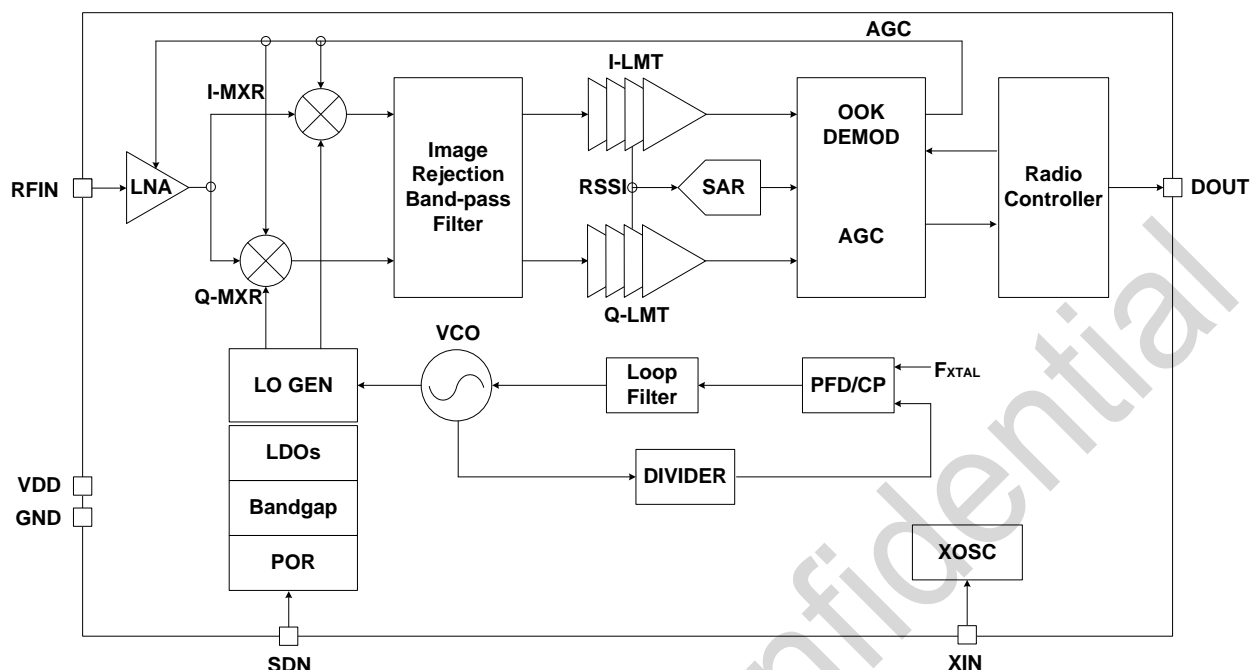 AGC
I-LMT
I-MXR
OOK
DEMOD
Image
Rejection
Band-pass
Filter
Radio
Controller
RFIN
LNA
RSSI
SAR
DOUT
AGC
Q-MXR
Q-LMT
VCO
LO GEN
Loop
Filter
PFD/CP
FXTAL
LDOs
DIVIDER
VDD
Bandgap
GND
POR
XOSC
SDN
XIN
nfidential